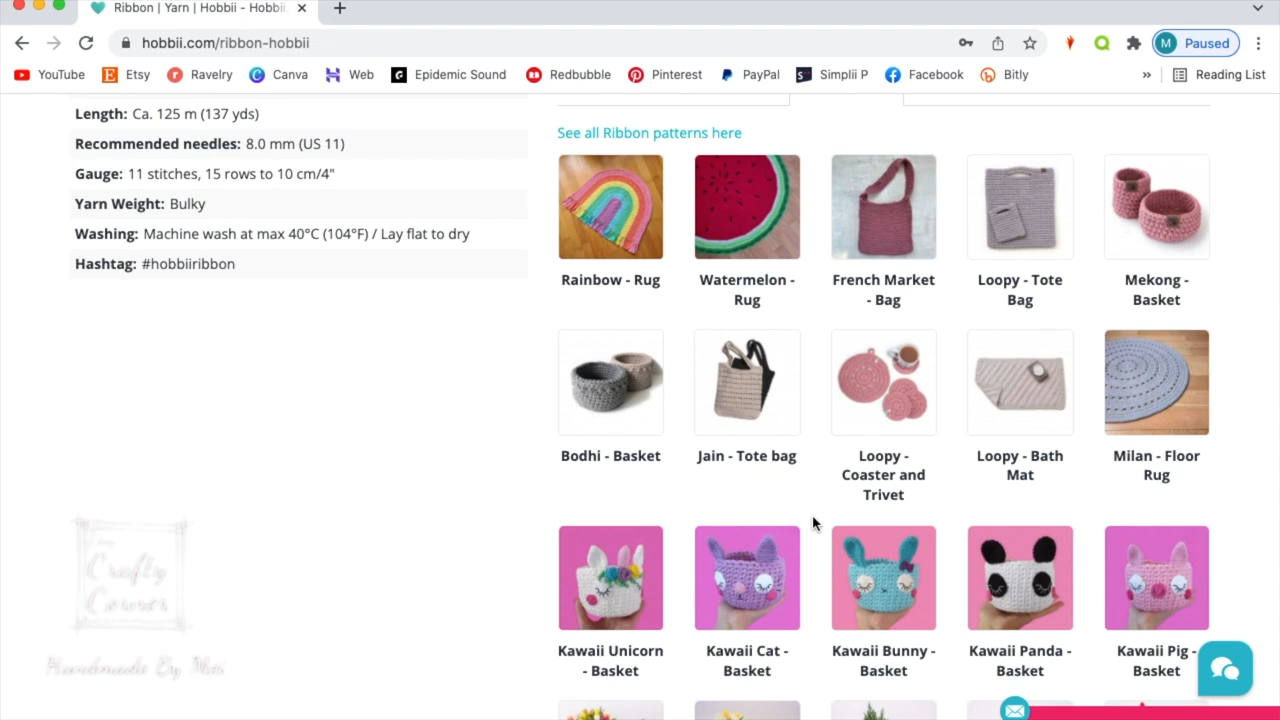 Ribbon | Yarn | Hobbii - Hobbii.
hobbii.com/ribbon-hobbii
M Paused
YouTube Etsy Ravelry Canva Web Epidemic Sound Redbubble Pinterest PayPal Simplii P Facebook Bitly » Reading List
Length: Ca. 125 m (137 yds)
Recommended needles: 8.0 mm (US 11)
Gauge: 11 stitches, 15 rows to 10 cm/4"
Yarn Weight: Bulky
Washing: Machine wash at max 40°C (104°F) / Lay flat to dry
Hashtag: #hobbiiribbon
See all Ribbon patterns here
Rainbow - Rug
Watermelon -
Rug
French Market
- Bag
Loopy - Tote
Bag
Mekong -
Basket
Bodhi - Basket
Jain - Tote bag
Loopy -
Coaster and
Trivet
Loopy - Bath
Mat
Milan - Floor
Rug
Kawaii Unicorn
- Basket
Kawaii Cat -
Basket
Kawaii Bunny -
Basket
Kawaii Panda -
Basket
Kawaii Pig -
Basket
Crafty
Corner
Handmade By